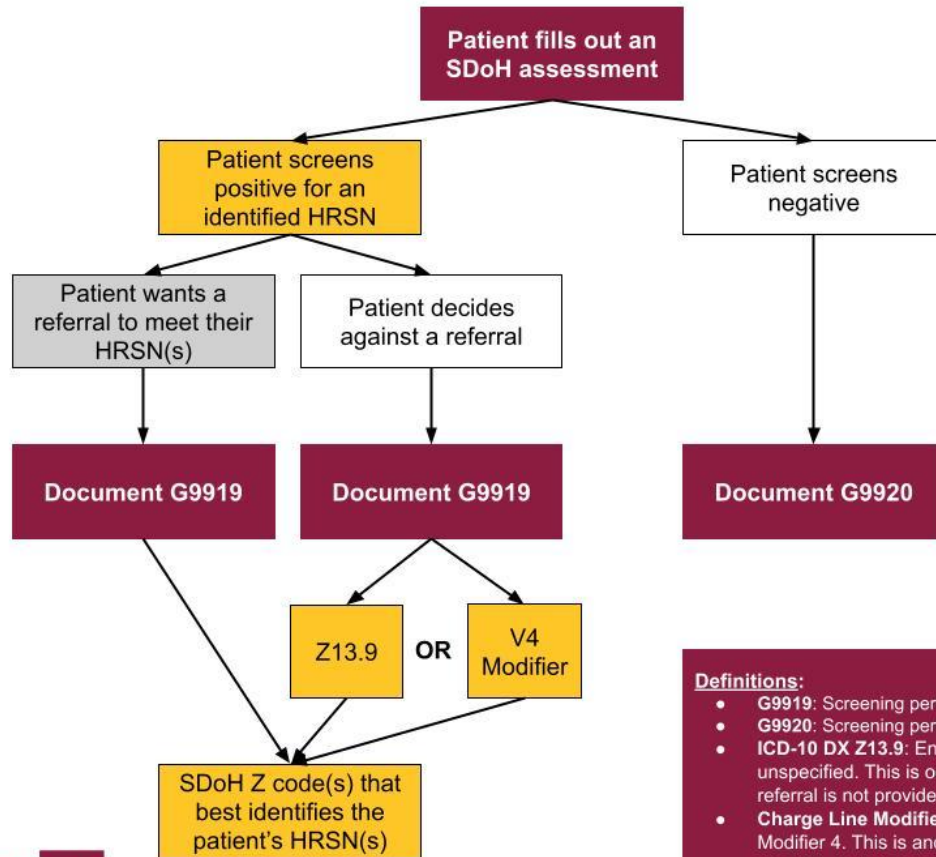 Patient fills out an
SDoH assessment
Patient screens
positive for an
identified HRSN
Patient screens
negative
Patient wants a
referral to meet their
HRSN(s)
Patient decides
against a referral
Document G9919
Document G9919
Document G9920
Z13.9
OR
V4
Modifier
SDoH Z code(s) that
best identifies the
patient's HRSN(s)
Definitions:
● G9919: Screening per
● G9920: Screening per
● ICD-10 DX Z13.9: En
unspecified. This is o
referral is not provide
● Charge Line Modifie
Modifier 4. This is an